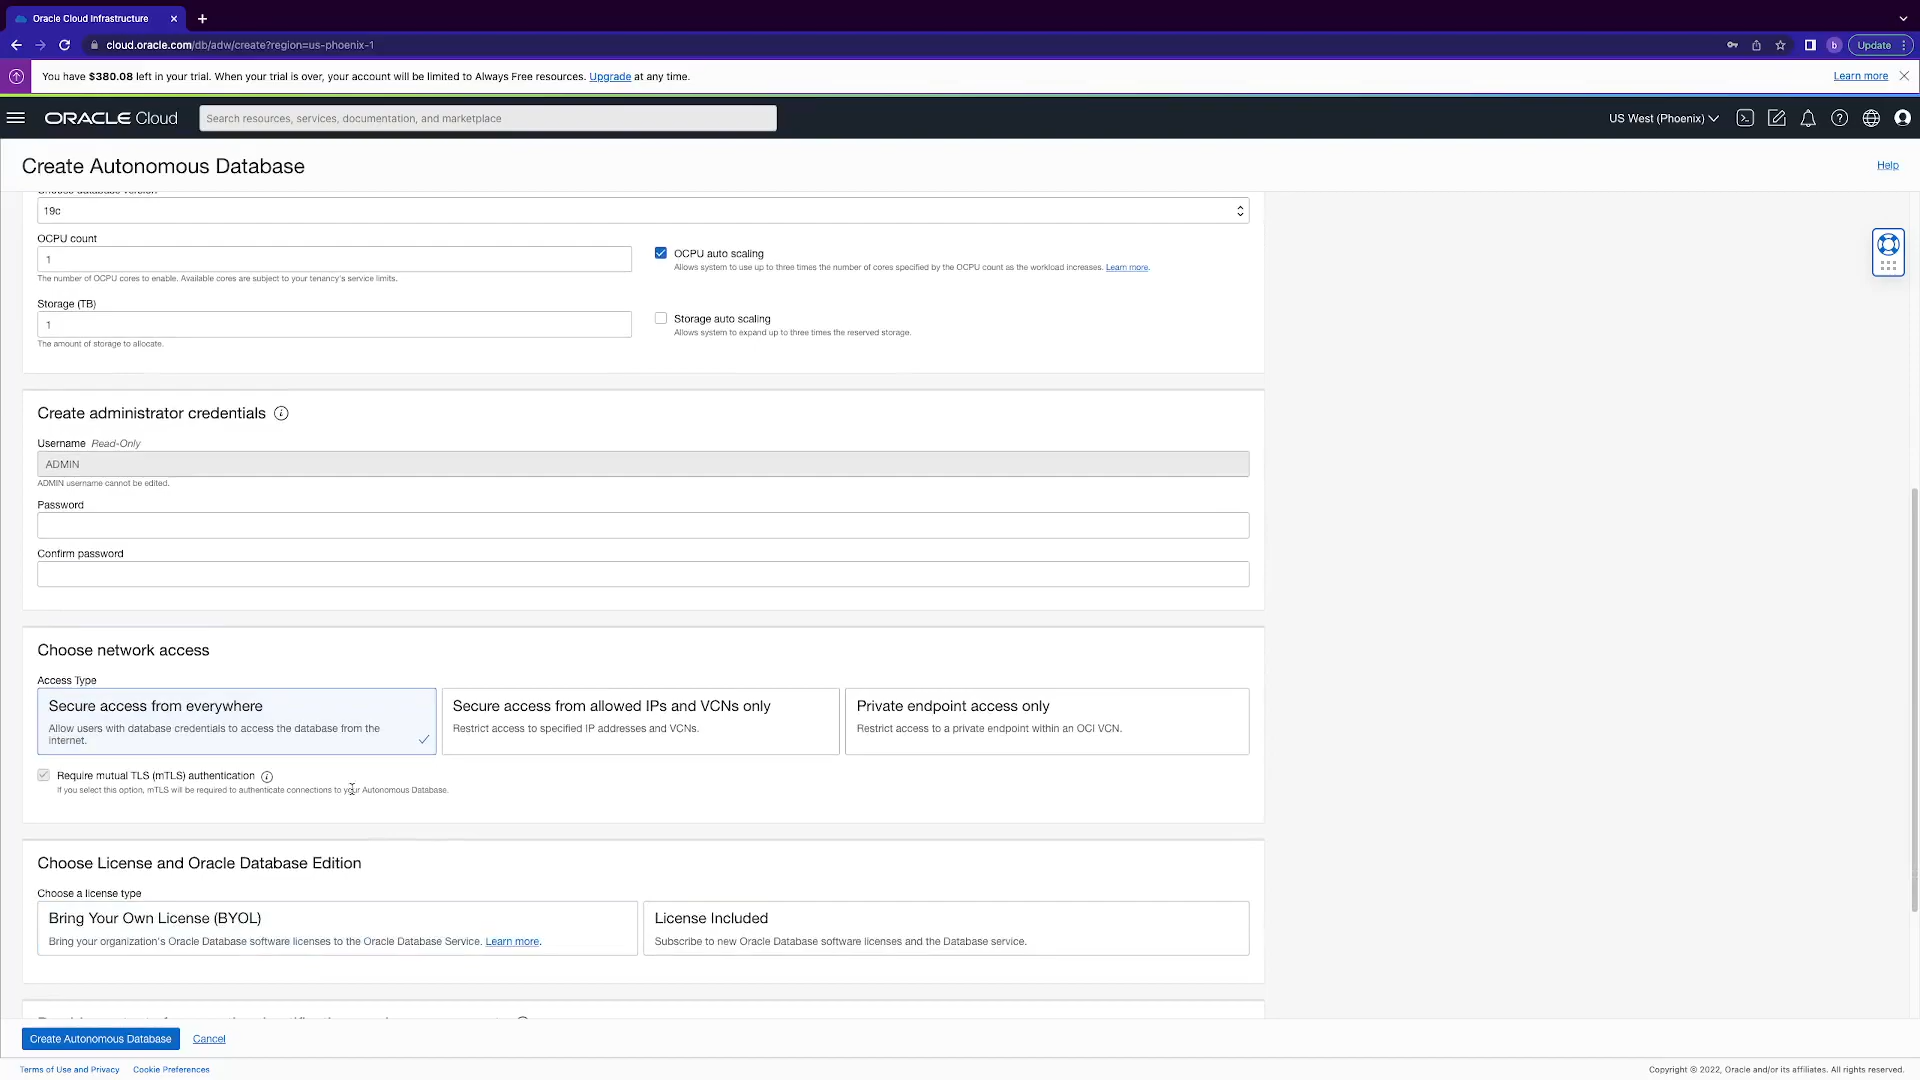 Oracle Cloud Infrastructure
cloud.oracle.com/db/adw/create?region=us-phoenix-1
b
Update
You have $380.08 left in your trial. When your trial is over, your account will be limited to Always Free resources. Upgrade at any time.
Learn more
ORACLE Cloud
Search resources, services, documentation, and marketplace
US West (Phoenix)
Create Autonomous Database
Help
Choose database version
19c
OCPU count
1
The number of OCPU cores to enable. Available cores are subject to your tenancy's service limits.
OCPU auto scaling
Allows system to use up to three times the number of cores specified by the OCPU count as the workload increases. Learn more.
Storage (TB)
1
The amount of storage to allocate.
Storage auto scaling
Allows system to expand up to three times the reserved storage.
Create administrator credentials
Username Read-Only
ADMIN
ADMIN username cannot be edited.
Password
Confirm password
Choose network access
Access Type
Secure access from everywhere
Allow users with database credentials to access the database from the
internet.
Secure access from allowed IPs and VCNs only
Restrict access to specified IP addresses and VCNs.
Private endpoint access only
Restrict access to a private endpoint within an OCI VCN.
Require mutual TLS (mTLS) authentication
If you select this option, mTLS will be required to authenticate connections to your Autonomous Database.
Choose License and Oracle Database Edition
Choose a license type
Bring Your Own License (BYOL)
Bring your organization's Oracle Database software licenses to the Oracle Database Service. Learn more.
License Included
Subscribe to new Oracle Database software licenses and the Database service.
Create Autonomous Database
Cancel
Terms of Use and Privacy
Cookie Preferences
Copyright © 2022, Oracle and/or its affiliates. All rights reserved.